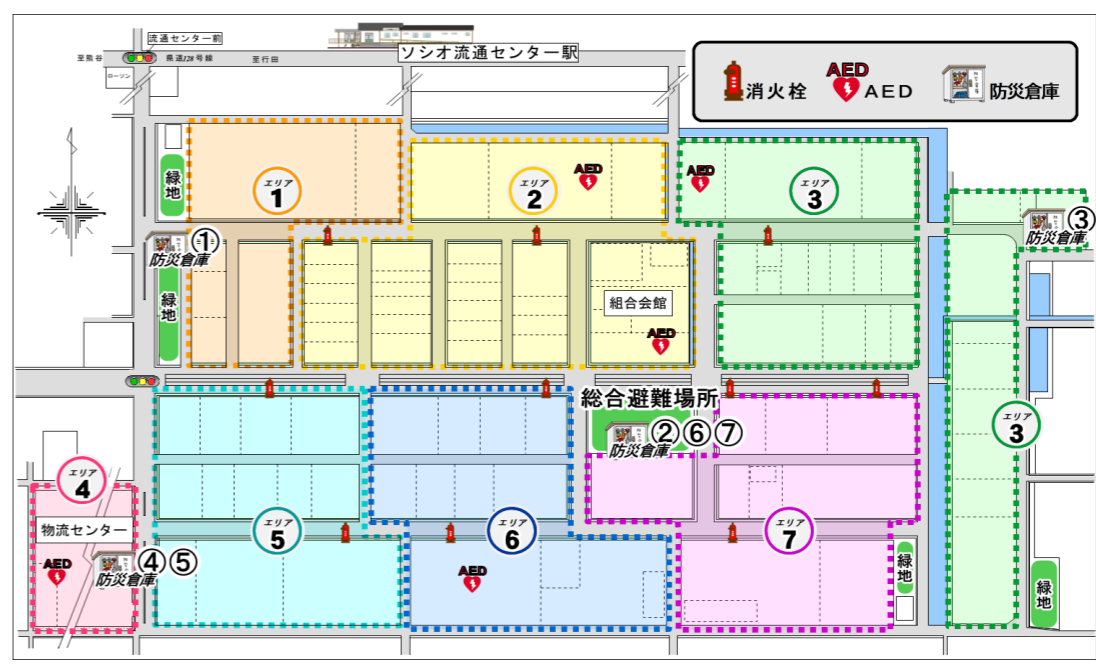 流通センター前
至熊谷
県道128号線
至行田
ローソン
ソシオ流通センター駅
消火栓
AED
AED
防災倉庫
緑地
エリア
1
エリア
2
AED
AED
エリア
3
①
防災倉庫
緑地
組合会館
AED
③
防災倉庫
総合避難場所
②⑥⑦
防災倉庫
エリア
3
エリア
4
物流センター
AED
④⑤
防災倉庫
エリア
5
エリア
6
AED
エリア
7
緑地
緑地